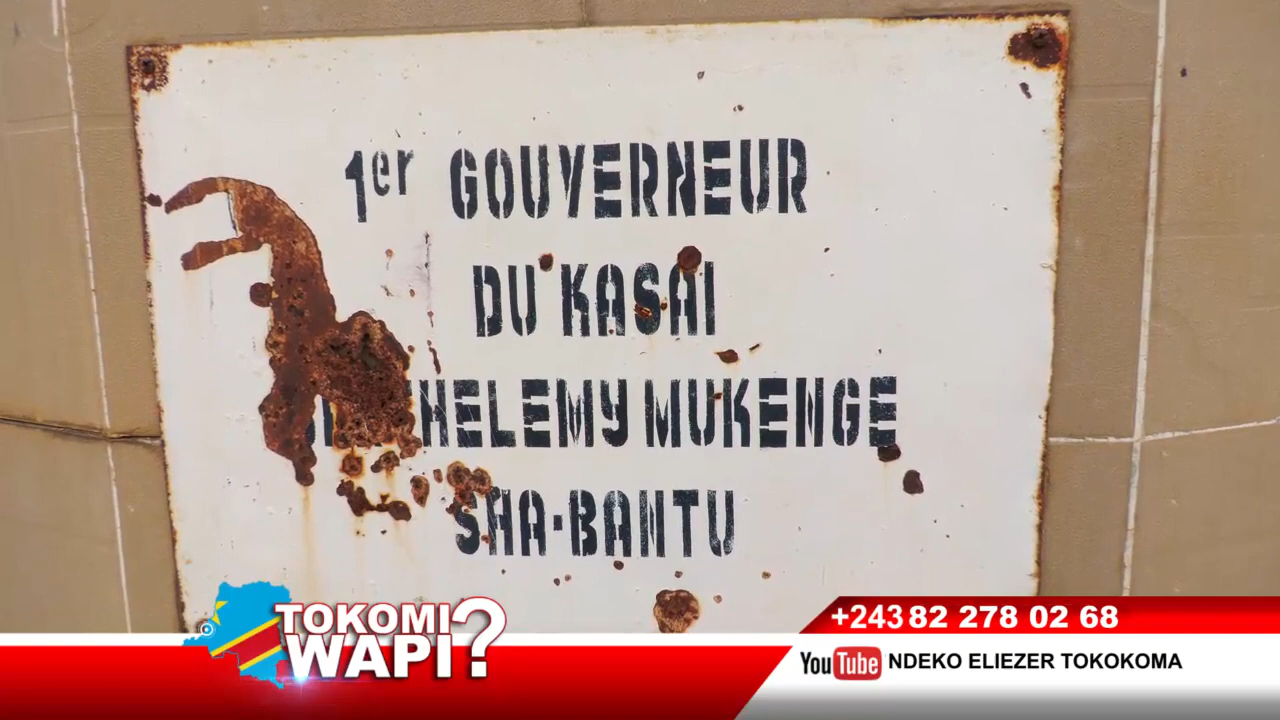 1er GOUVERNEUR
DU KASAI
HELEMY MUKENGE
SHA-BANTU
TOKOMI
WAPI?
+243 82 278 02 68
YouTube NDEKO ELIEZER TOKOKOMA